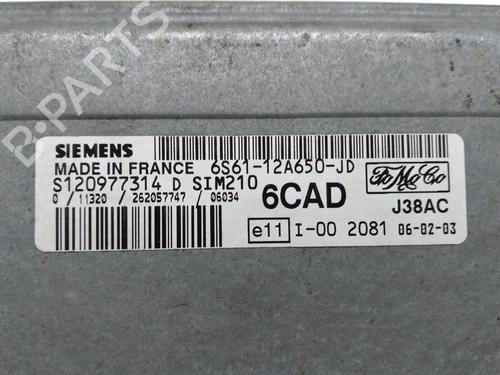 B-PARTS
SIEMENS
MADE IN FRANCE 6S61-12A650-JD
S120977314 D SIM210
0 / 11320 / 262057747 / 06034
6CAD
FoMoCo
J38AC
e11 I-00 2081 06-02-03